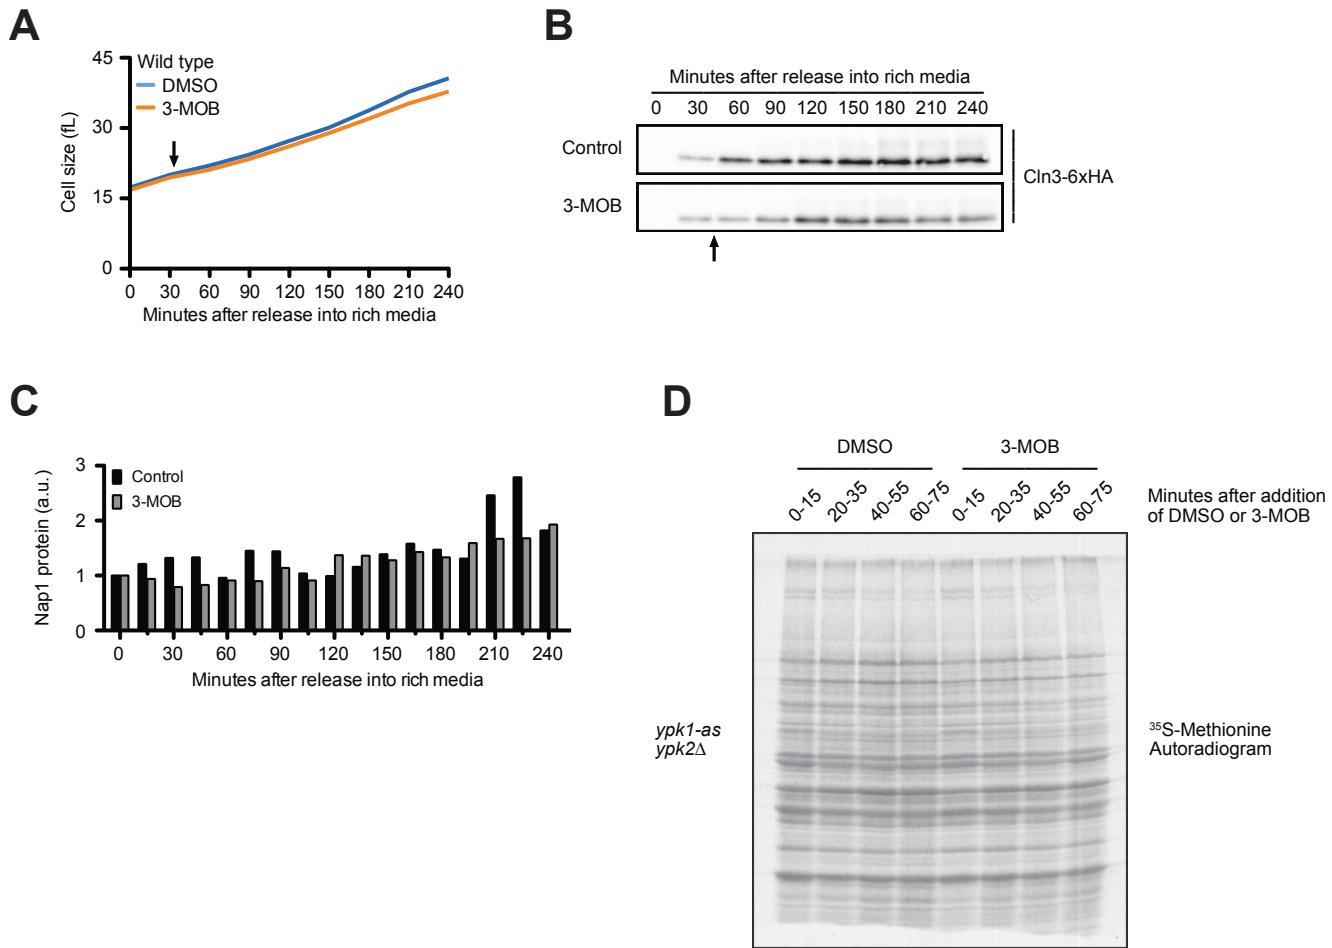 A
45
30
15
0
Cell size (fL)
Wild type
DMSO
3-MOB
0 30 60 90 120 150 180 210 240
Minutes after release into rich media
B
Minutes after release into rich media
0 30 60 90 120 150 180 210 240
Control
3-MOB
Cln3-6xHA
C
3
2
1
0
Nap1 protein (a.u.)
Control
3-MOB
0 30 60 90 120 150 180 210 240
Minutes after release into rich media
D
DMSO 3-MOB
0-15 20-35 40-55 60-75 0-15 20-35 40-55 60-75
Minutes after addition
of DMSO or 3-MOB
ypk1-as
ypk2Δ
³⁵S-Methionine
Autoradiogram